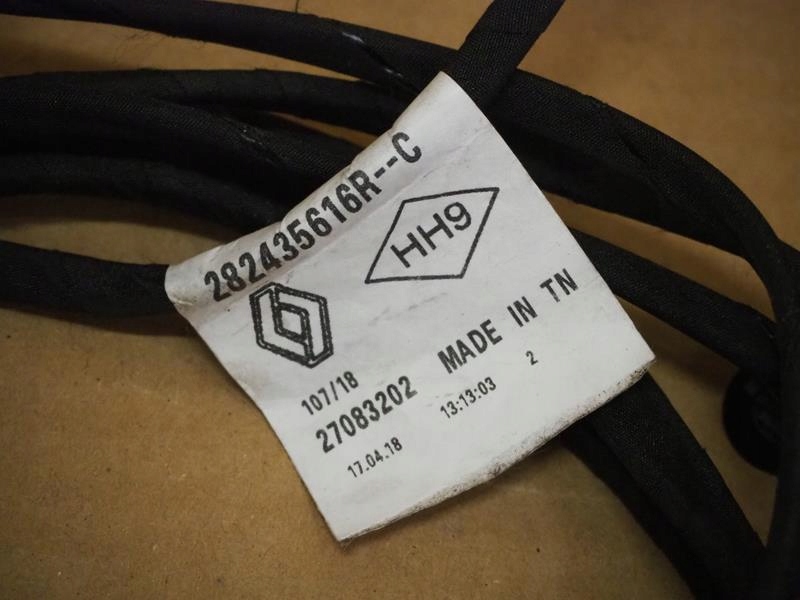 282435616R--C
HH9
107/18
27083202 MADE IN TN
17.04.18 13:13:03 2